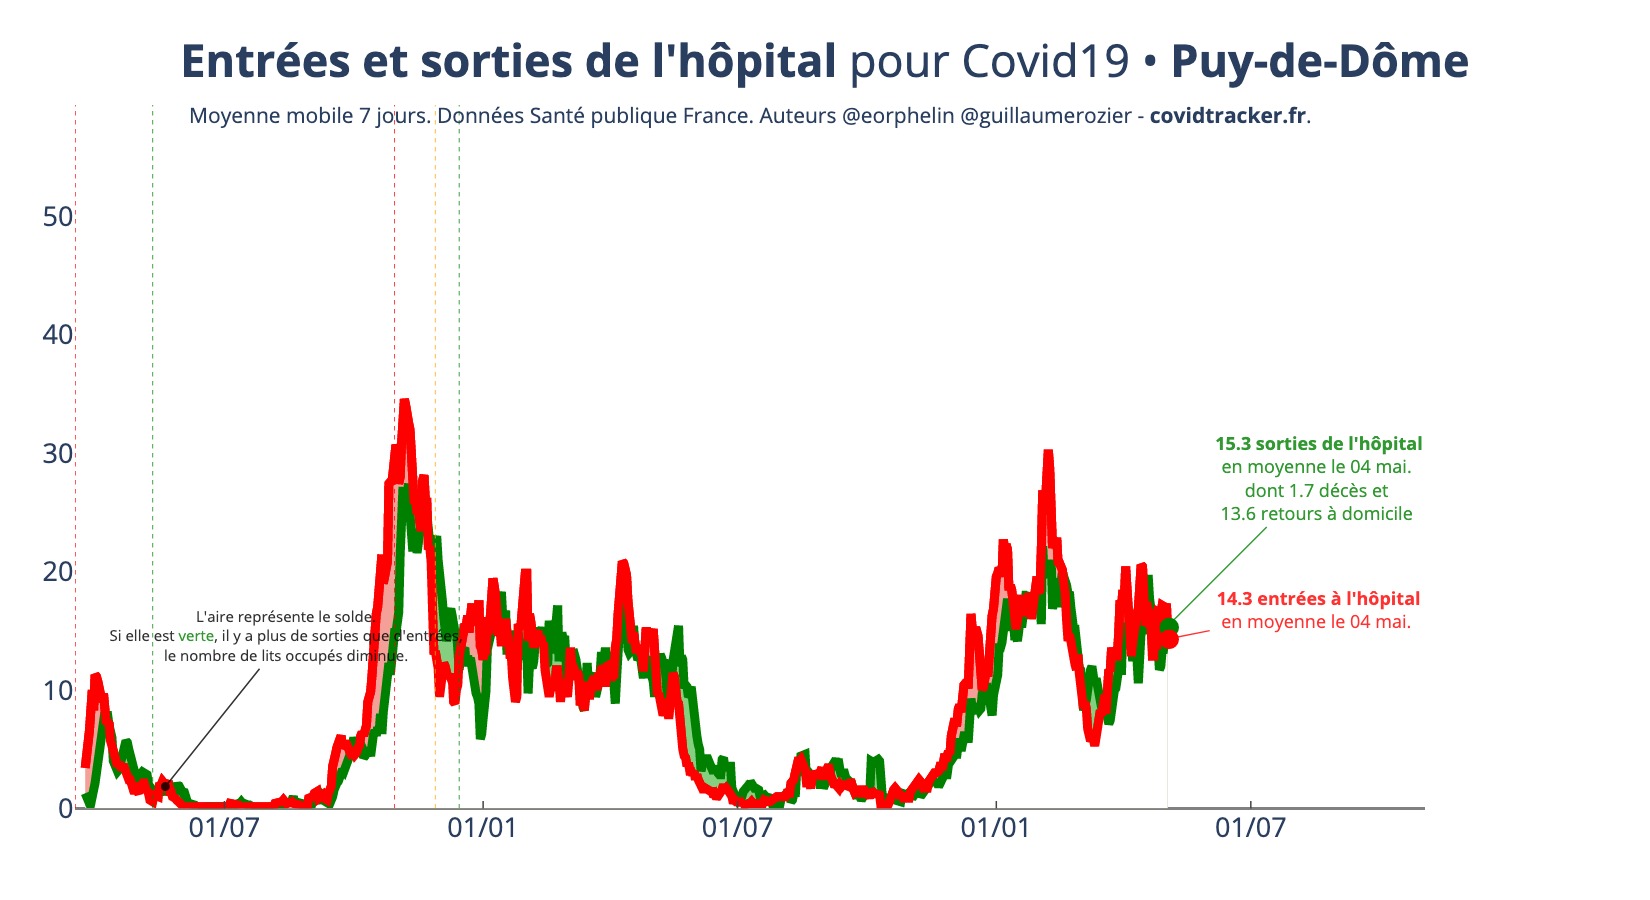 Entrées et sorties de l'hôpital pour Covid19 • Puy-de-Dôme
Moyenne mobile 7 jours. Données Santé publique France. Auteurs @eorphelin @guillaumerozier - covidtracker.fr.
50
40
30
20
10
0
L'aire représente le solde.
Si elle est verte, il y a plus de sorties que d'entrées,
le nombre de lits occupés diminue.
15.3 sorties de l'hôpital
en moyenne le 04 mai.
dont 1.7 décès et
13.6 retours à domicile
14.3 entrées à l'hôpital
en moyenne le 04 mai.
01/07
01/01
01/07
01/01
01/07